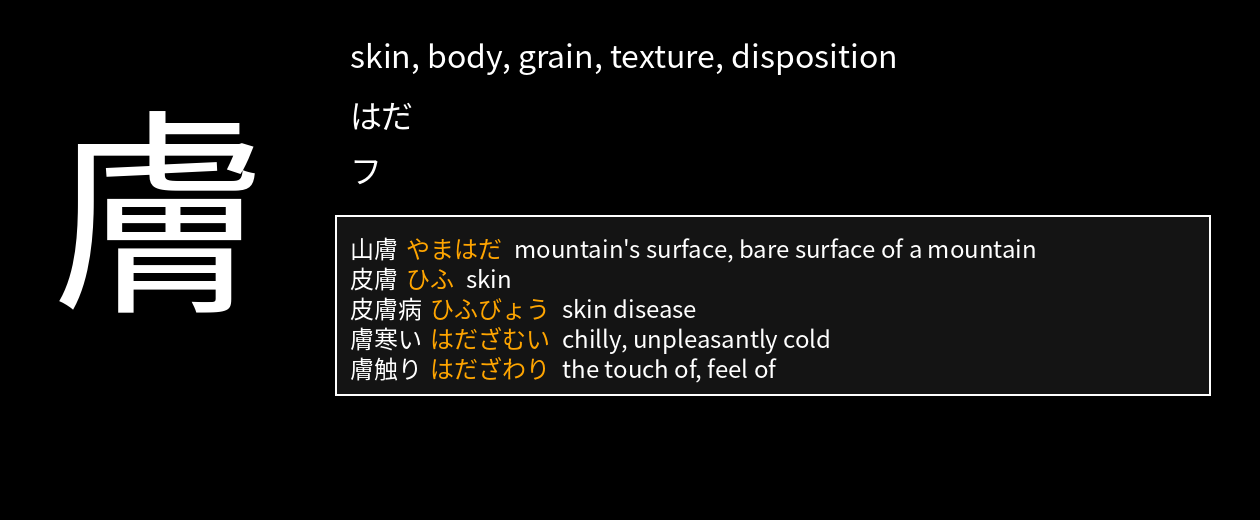 膚
skin, body, grain, texture, disposition
はだ
フ
山膚 やまはだ mountain's surface, bare surface of a mountain
皮膚 ひふ skin
皮膚病 ひふびょう skin disease
膚寒い はだざむい chilly, unpleasantly cold
膚触り はだざわり the touch of, feel of